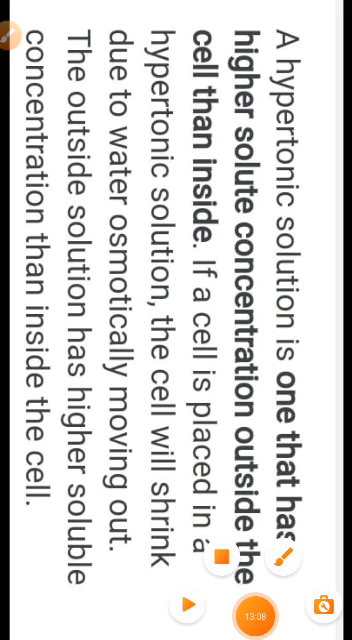 A hypertonic solution is one that has
higher solute concentration outside the
cell than inside. If a cell is placed in a
hypertonic solution, the cell will shrink
due to water osmotically moving out.
The outside solution has higher soluble
concentration than inside the cell.
13:08